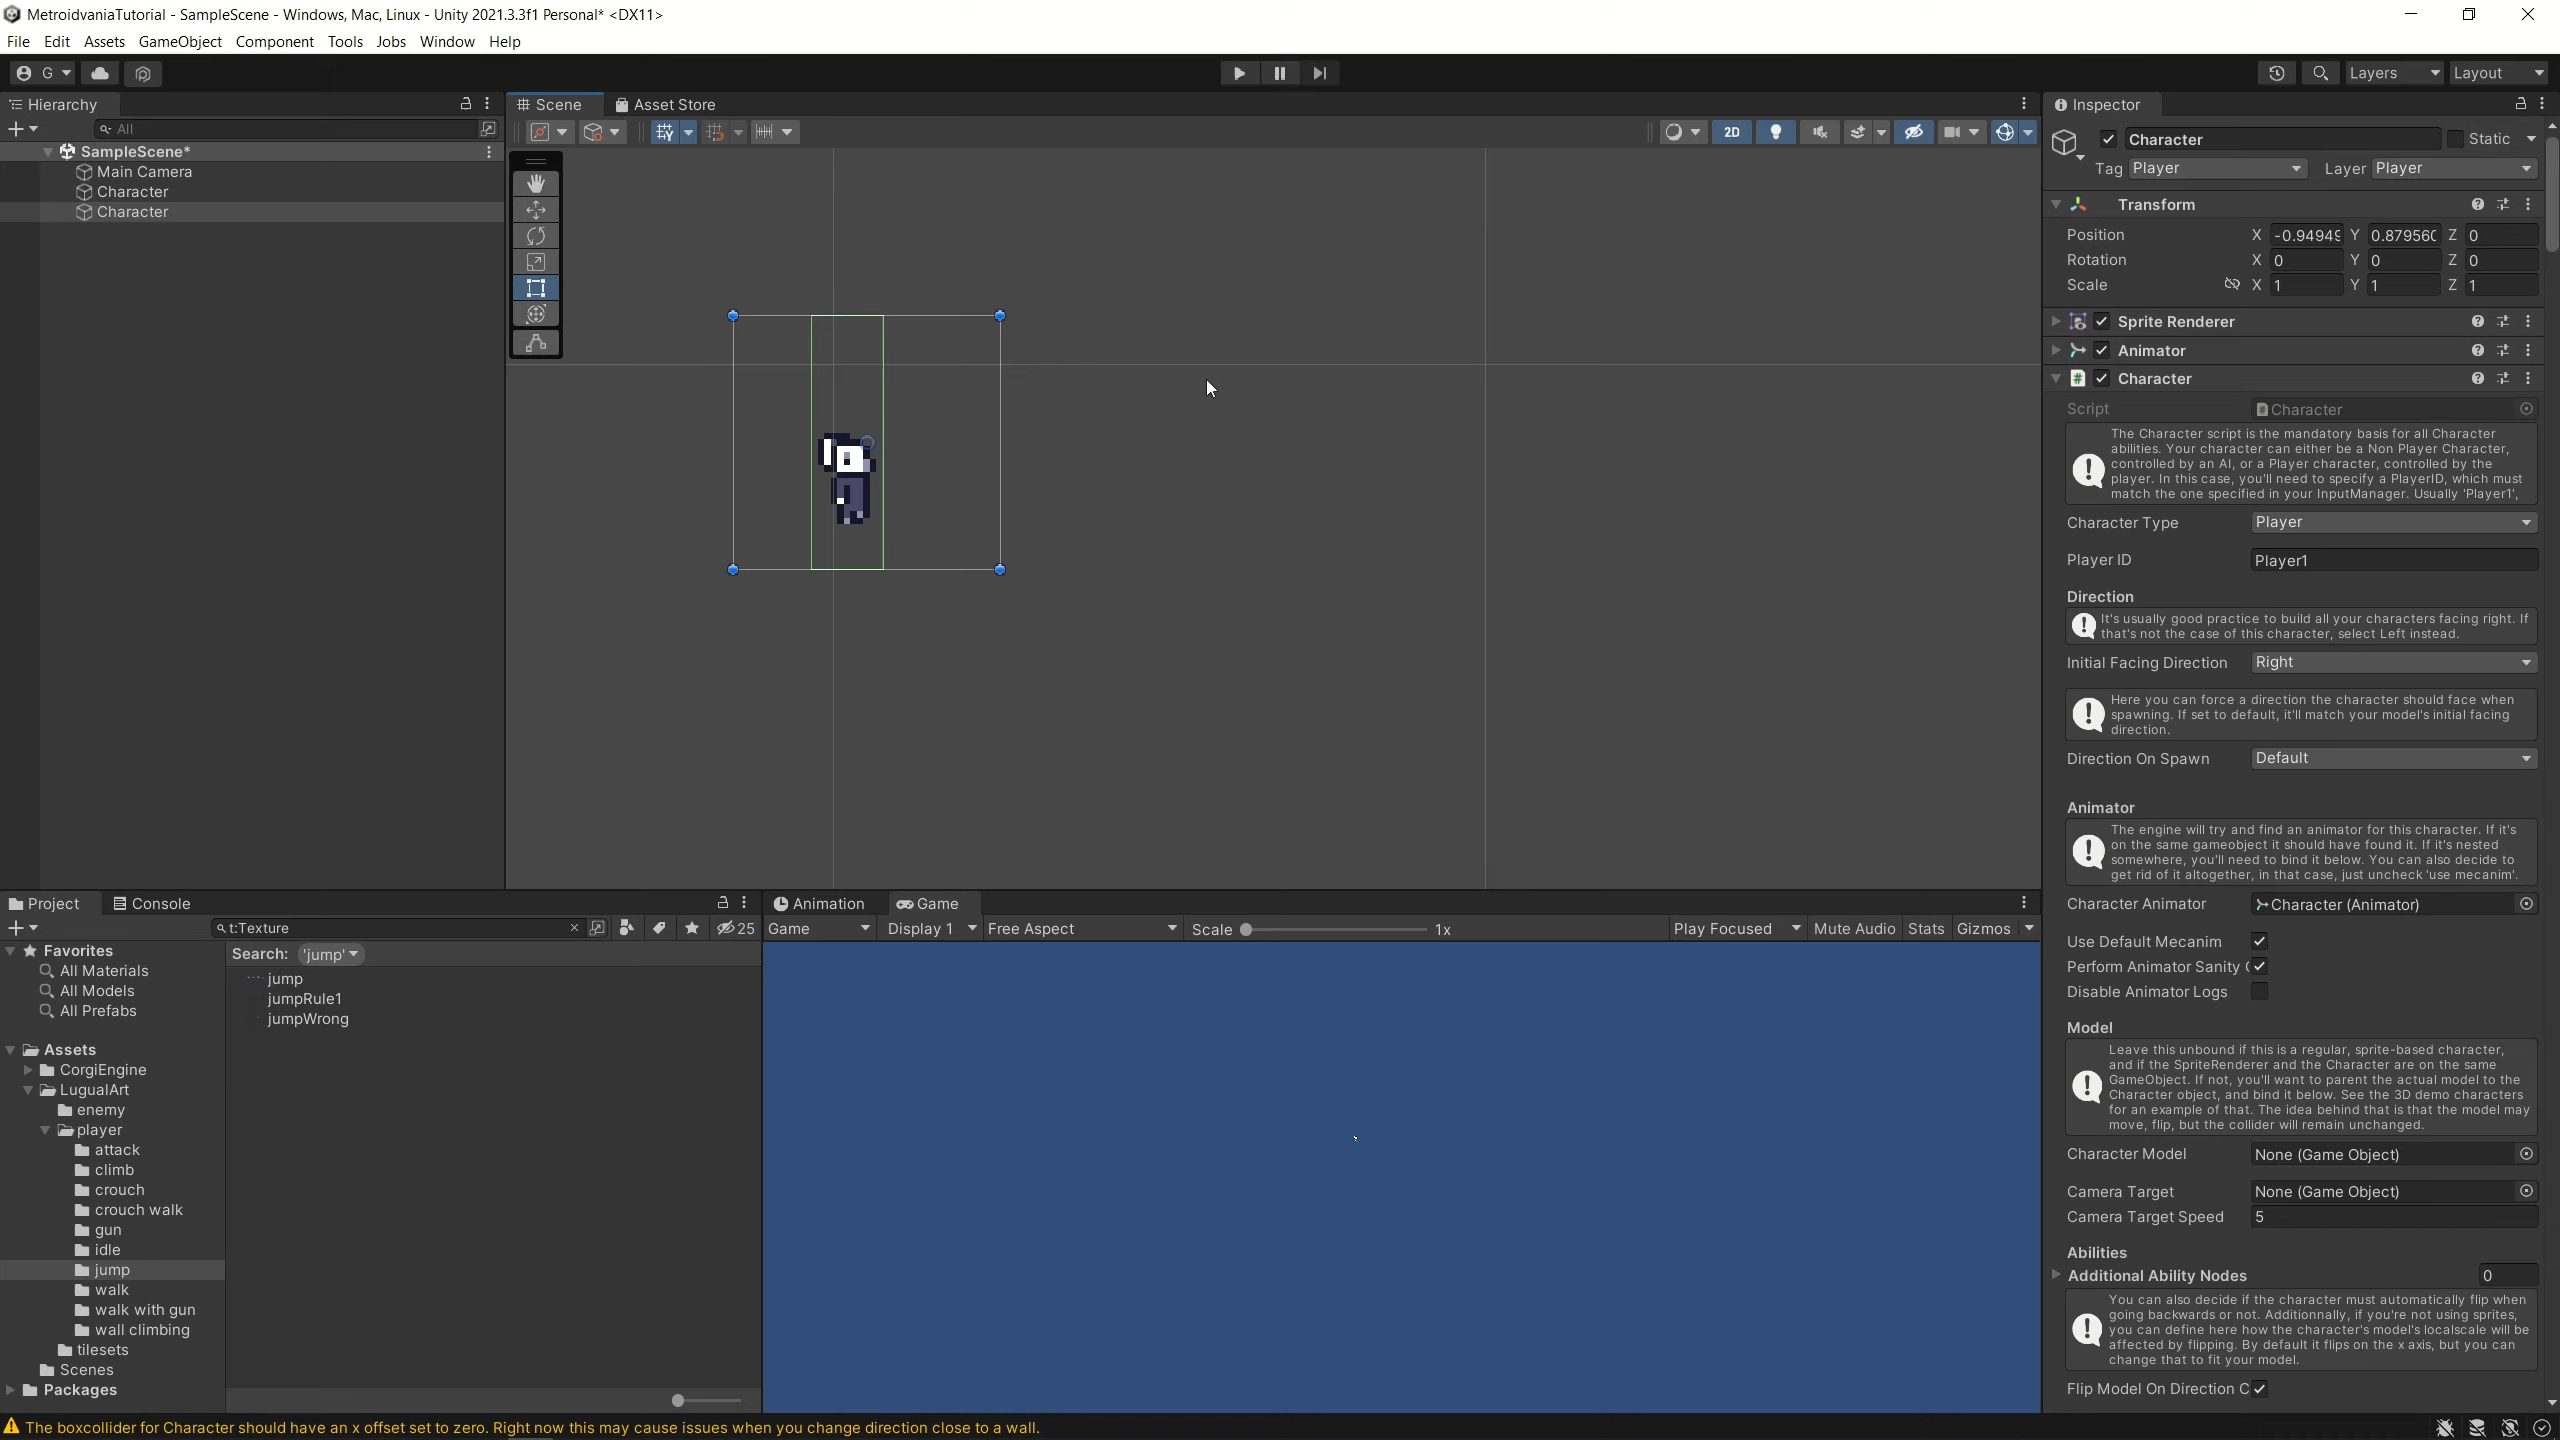 MetroidvaniaTutorial - SampleScene - Windows, Mac, Linux - Unity 2021.3.3f1 Personal* <DX11>
File Edit Assets GameObject Component Tools Jobs Window Help
G
Layers Layout
Hierarchy
All
SampleScene*
Main Camera
Character
Character
Scene Asset Store
2D
Inspector
Character Static
Tag Player Layer Player
Transform
Position X -0.94949 Y 0.879560 Z 0
Rotation X 0 Y 0 Z 0
Scale X 1 Y 1 Z 1
Sprite Renderer
Animator
Character
Script Character
The Character script is the mandatory basis for all Character
abilities. Your character can either be a Non Player Character,
controlled by an AI, or a Player character, controlled by the
player. In this case, you'll need to specify a PlayerID, which must
match the one specified in your InputManager. Usually 'Player1',
Character Type Player
Player ID Player1
Direction
It's usually good practice to build all your characters facing right. If
that's not the case of this character, select Left instead.
Initial Facing Direction Right
Here you can force a direction the character should face when
spawning. If set to default, it'll match your model's initial facing
direction.
Direction On Spawn Default
Animator
The engine will try and find an animator for this character. If it's
on the same gameobject it should have found it. If it's nested
somewhere, you'll need to bind it below. You can also decide to
get rid of it altogether, in that case, just uncheck 'use mecanim'.
Character Animator Character (Animator)
Use Default Mecanim
Perform Animator Sanity
Disable Animator Logs
Model
Leave this unbound if this is a regular, sprite-based character,
and if the SpriteRenderer and the Character are on the same
GameObject. If not, you'll want to parent the actual model to the
Character object, and bind it below. See the 3D demo characters
for an example of that. The idea behind that is that the model may
move, flip, but the collider will remain unchanged.
Character Model None (Game Object)
Camera Target None (Game Object)
Camera Target Speed 5
Abilities
Additional Ability Nodes 0
You can also decide if the character must automatically flip when
going backwards or not. Additionnally, if you're not using sprites,
you can define here how the character's model's localscale will be
affected by flipping. By default it flips on the x axis, but you can
change that to fit your model.
Flip Model On Direction C
Project Console
t:Texture 25
Favorites
All Materials
All Models
All Prefabs
Assets
CorgiEngine
LugualArt
enemy
player
attack
climb
crouch
crouch walk
gun
idle
jump
walk
walk with gun
wall climbing
tilesets
Scenes
Packages
Search: 'jump'
jump
jumpRule1
jumpWrong
Animation Game
Game Display 1 Free Aspect Scale 1x Play Focused Mute Audio Stats Gizmos
The boxcollider for Character should have an x offset set to zero. Right now this may cause issues when you change direction close to a wall.